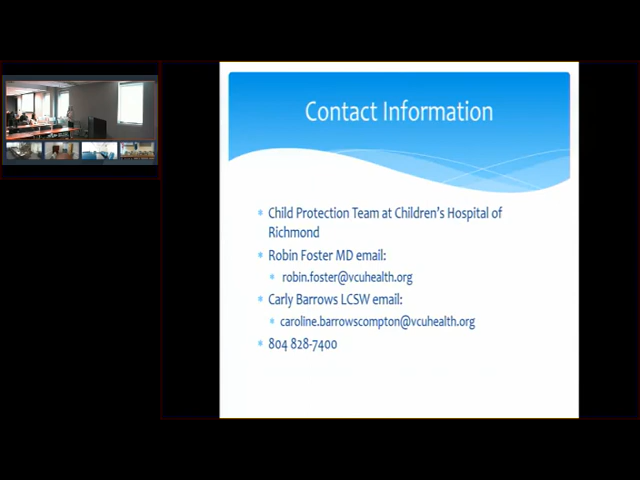 Contact Information
Child Protection Team at Children's Hospital of
Richmond
Robin Foster MD email:
robin.foster@vcuhealth.org
Carly Barrows LCSW email:
caroline.barrowscompton@vcuhealth.org
804 828-7400